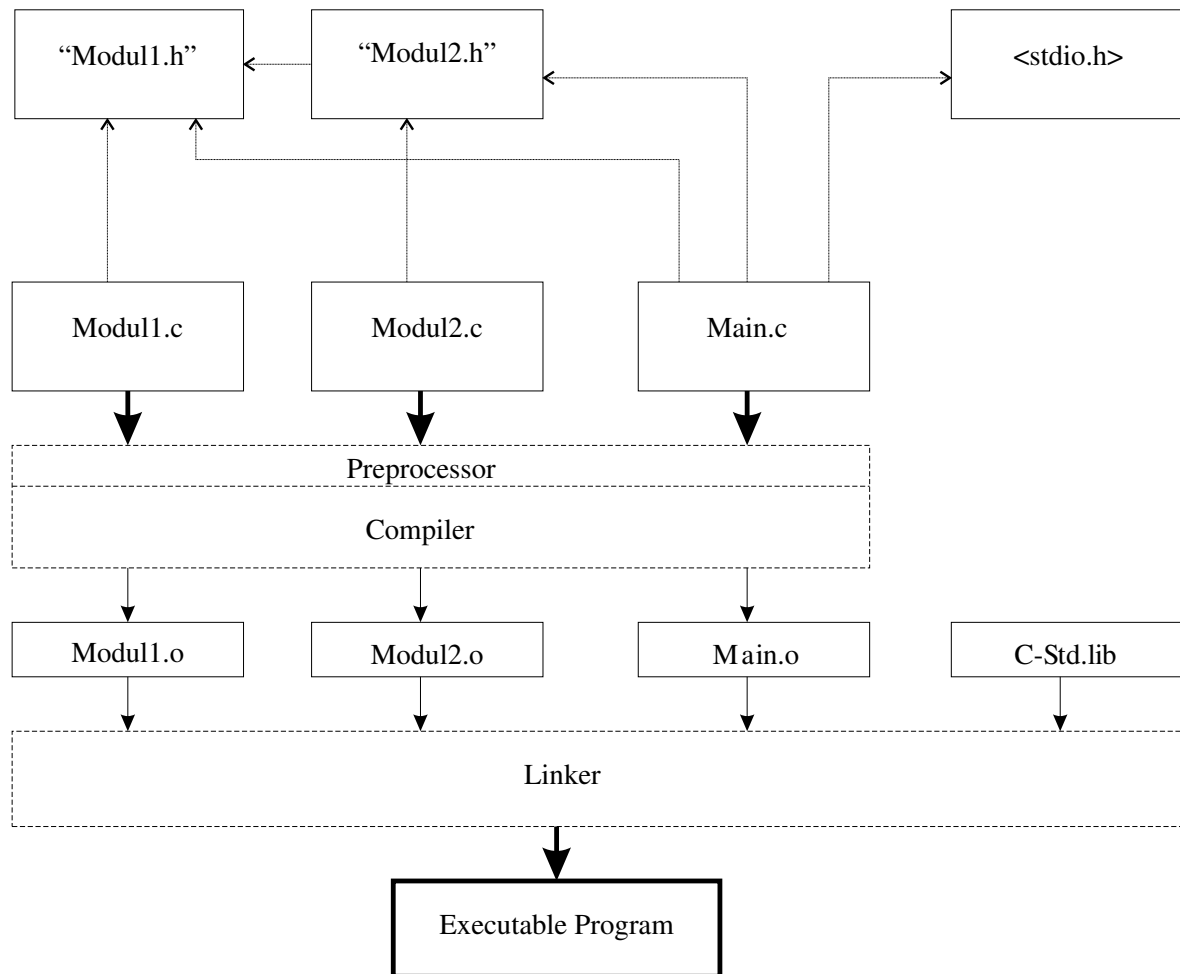 “Modul1.h”
“Modul2.h”
<stdio.h>
Modul1.c
Modul2.c
Main.c
Preprocessor
Compiler
Modul1.o
Modul2.o
Main.o
C-Std.lib
Linker
Executable Program